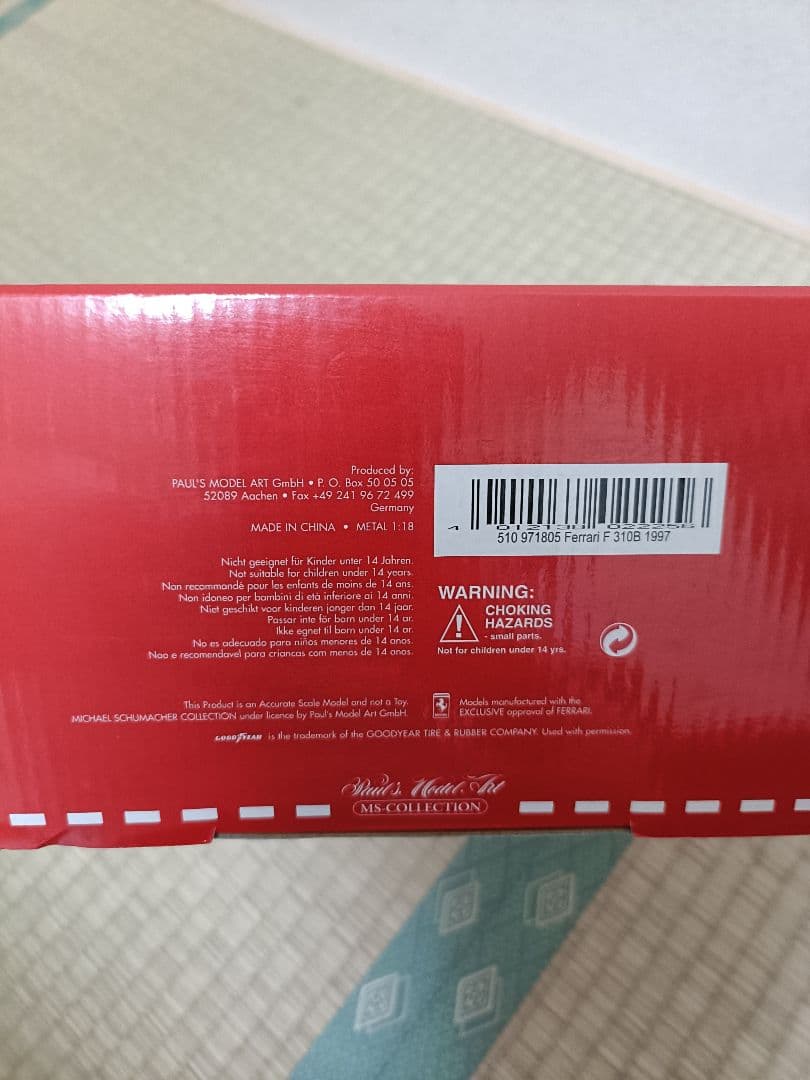 Produced by:
PAUL'S MODEL ART GmbH • P. O. Box 50 05 05
52089 Aachen • Fax +49 241 96 72 499
Germany
MADE IN CHINA • METAL 1:18
4 012138 022256
510 971805 Ferrari F 310B 1997
Nicht geeignet für Kinder unter 14 Jahren.
Not suitable for children under 14 years.
Non recommandé pour les enfants de moins de 14 ans.
Non idoneo per bambini di età inferiore ai 14 anni.
Niet geschikt voor kinderen jonger dan 14 jaar.
Passar inte för barn under 14 ar.
Ikke egnet til born under 14 ar.
No es adecuado para niños menores de 14 anos.
Nao e recomendavel para criancas com menos de 14 anos.
WARNING:
CHOKING
HAZARDS
- small parts.
Not for children under 14 yrs.
This Product is an Accurate Scale Model and not a Toy.
MICHAEL SCHUMACHER COLLECTION under licence by Paul's Model Art GmbH.
Models manufactured with the
EXCLUSIVE approval of FERRARI.
GOODYEAR is the trademark of the GOODYEAR TIRE & RUBBER COMPANY. Used with permission.
Paul's Model Art
MS-COLLECTION